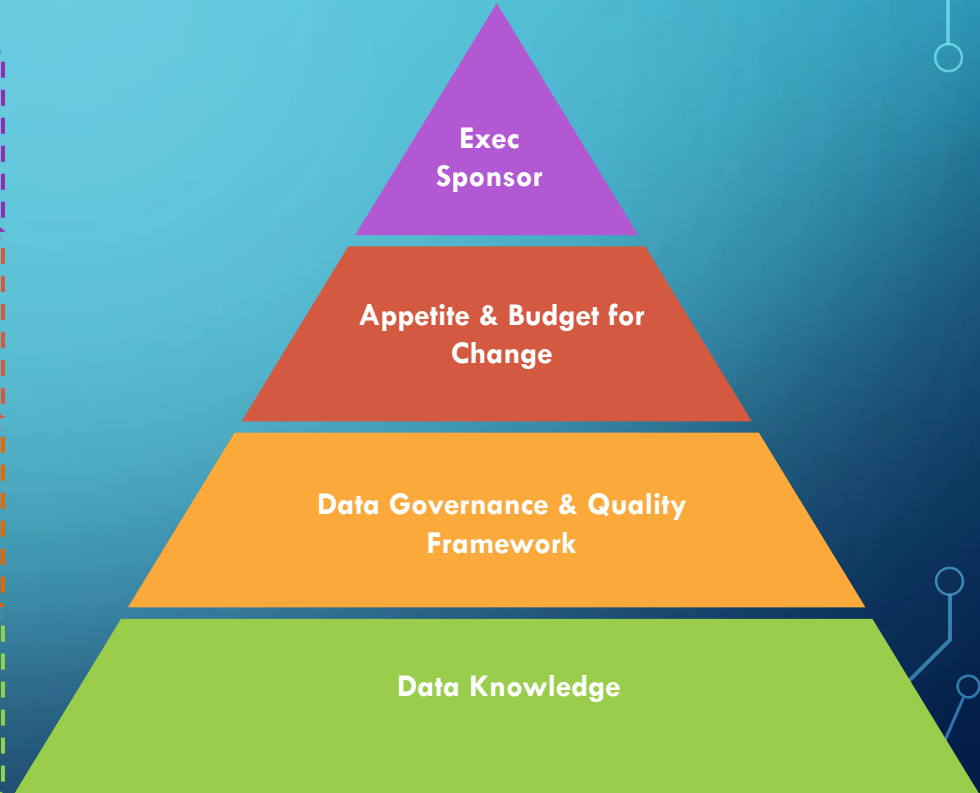 Exec
Sponsor
Appetite & Budget for
Change
Data Governance & Quality
Framework
Data Knowledge